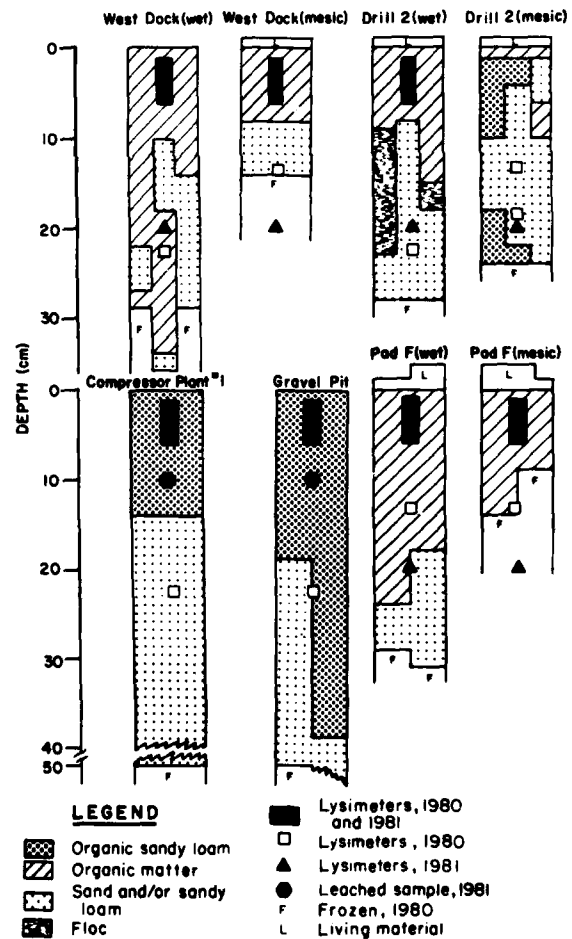 West Dock (wet) West Dock (mesic) Drill 2 (wet) Drill 2 (mesic)
0
10
20
30
DEPTH (cm)
L L L
F F F F F
Compressor Plant #1 Gravel Pit Pad F (wet) Pad F (mesic)
L L
0
10
20
30
40
50
F F F F F F
LEGEND
Organic sandy loam
Organic matter
Sand and/or sandy loam
Floc
Lysimeters, 1980 and 1981
Lysimeters, 1980
Lysimeters, 1981
Leached sample, 1981
F Frozen, 1980
L Living material